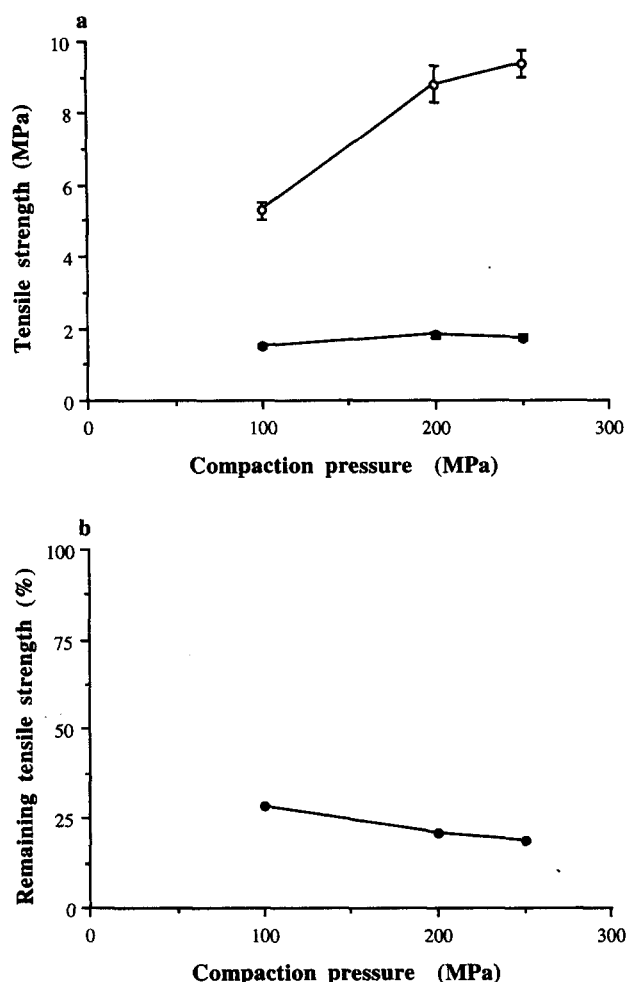 a
10
8
6
4
2
0
Tensile strength (MPa)
0 100 200 300
Compaction pressure (MPa)
b
100
75
50
25
0
Remaining tensile strength (%)
0 100 200 300
Compaction pressure (MPa)